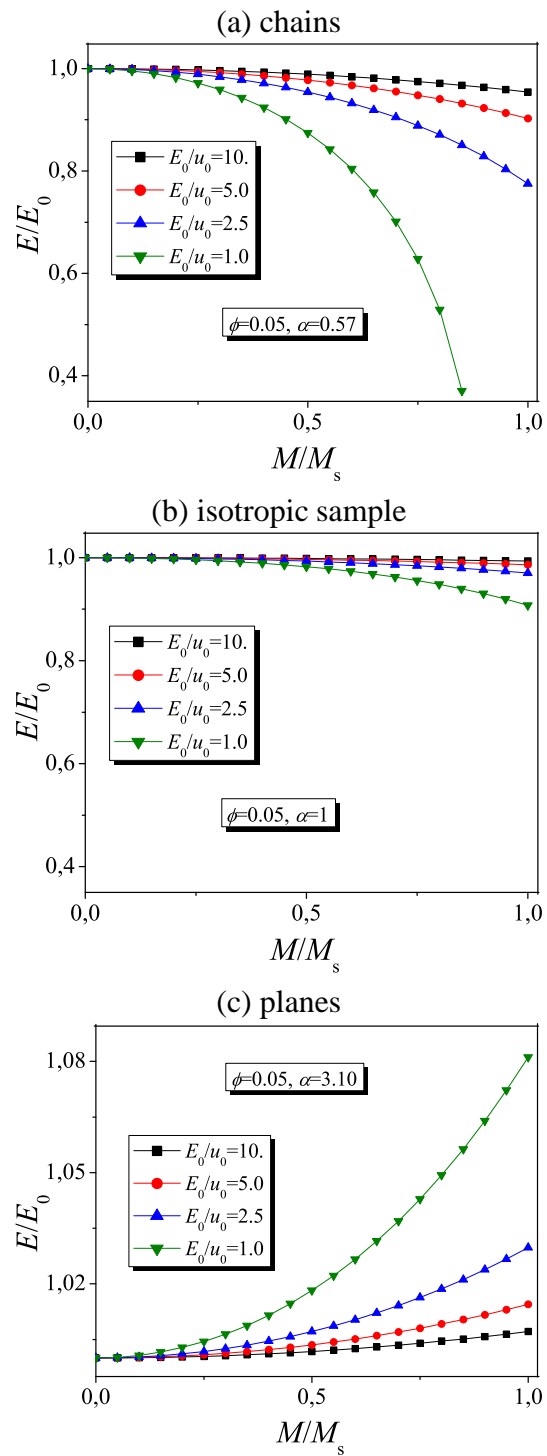 (a) chains
1,0
0,8
0,6
0,4
E/E₀
E₀/u₀=10.
E₀/u₀=5.0
E₀/u₀=2.5
E₀/u₀=1.0
ϕ=0.05, α=0.57
0,0 0,5 1,0
M/Mₛ
(b) isotropic sample
1,0
0,8
0,6
0,4
E/E₀
E₀/u₀=10.
E₀/u₀=5.0
E₀/u₀=2.5
E₀/u₀=1.0
ϕ=0.05, α=1
0,0 0,5 1,0
M/Mₛ
(c) planes
1,08
1,05
1,02
E/E₀
ϕ=0.05, α=3.10
E₀/u₀=10.
E₀/u₀=5.0
E₀/u₀=2.5
E₀/u₀=1.0
0,0 0,5 1,0
M/Mₛ